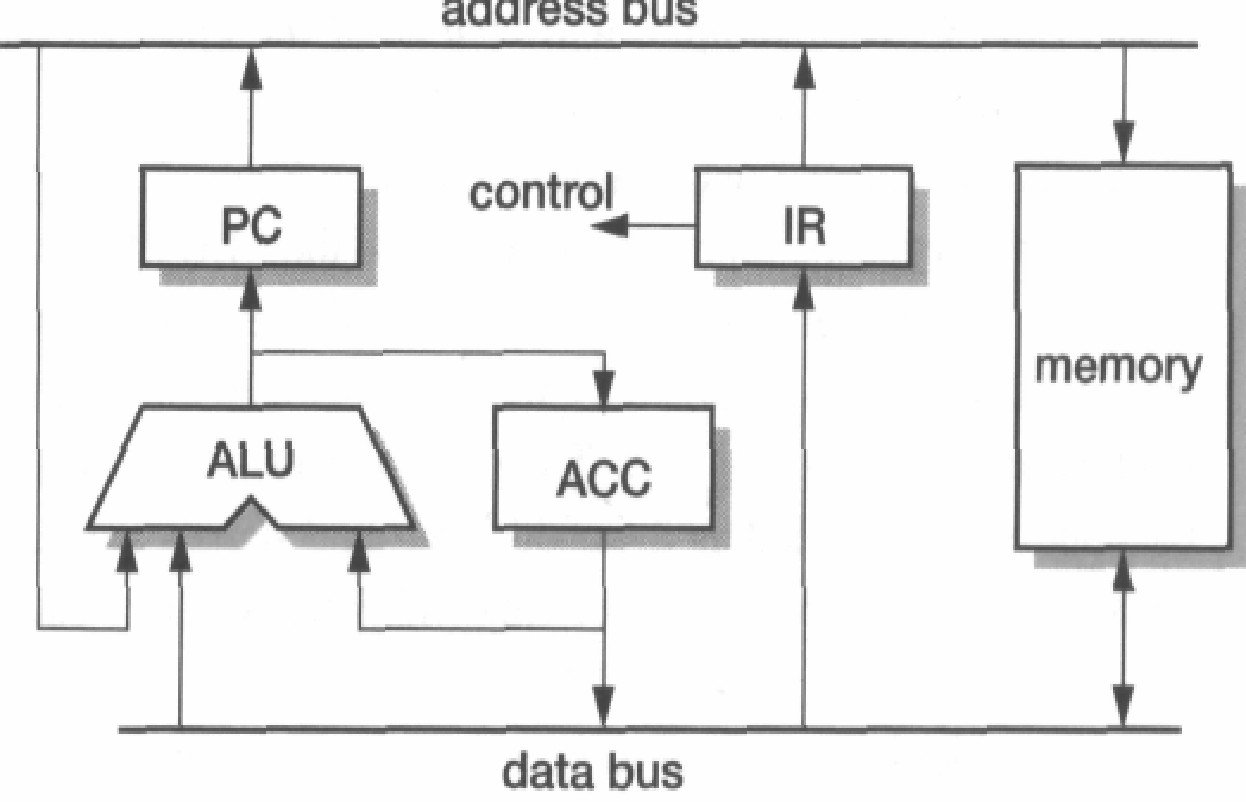 address bus
control
PC
IR
memory
ALU
ACC
data bus